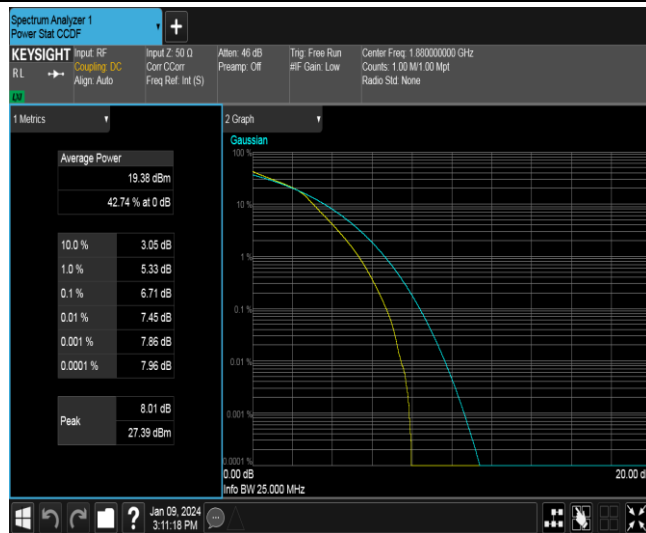 Spectrum Analyzer 1
Power Stat CCDF
+
KEYSIGHT
RL
Input: RF
Coupling: DC
Align: Auto
Input Z: 50 Ω
Corr CCorr
Freq Ref: Int (S)
Atten: 46 dB
Preamp: Off
Trig: Free Run
#IF Gain: Low
Center Freq: 1.880000000 GHz
Counts: 1.00 M/1.00 Mpt
Radio Std: None
1 Metrics
Average Power
19.38 dBm
42.74 % at 0 dB
10.0 % 3.05 dB
1.0 % 5.33 dB
0.1 % 6.71 dB
0.01 % 7.45 dB
0.001 % 7.86 dB
0.0001 % 7.96 dB
Peak
8.01 dB
27.39 dBm
2 Graph
Gaussian
100 %
10 %
1 %
0.1 %
0.01 %
0.001 %
0.0001 %
0.00 dB
20.00 d
Info BW 25.000 MHz
?
Jan 09, 2024
3:11:18 PM